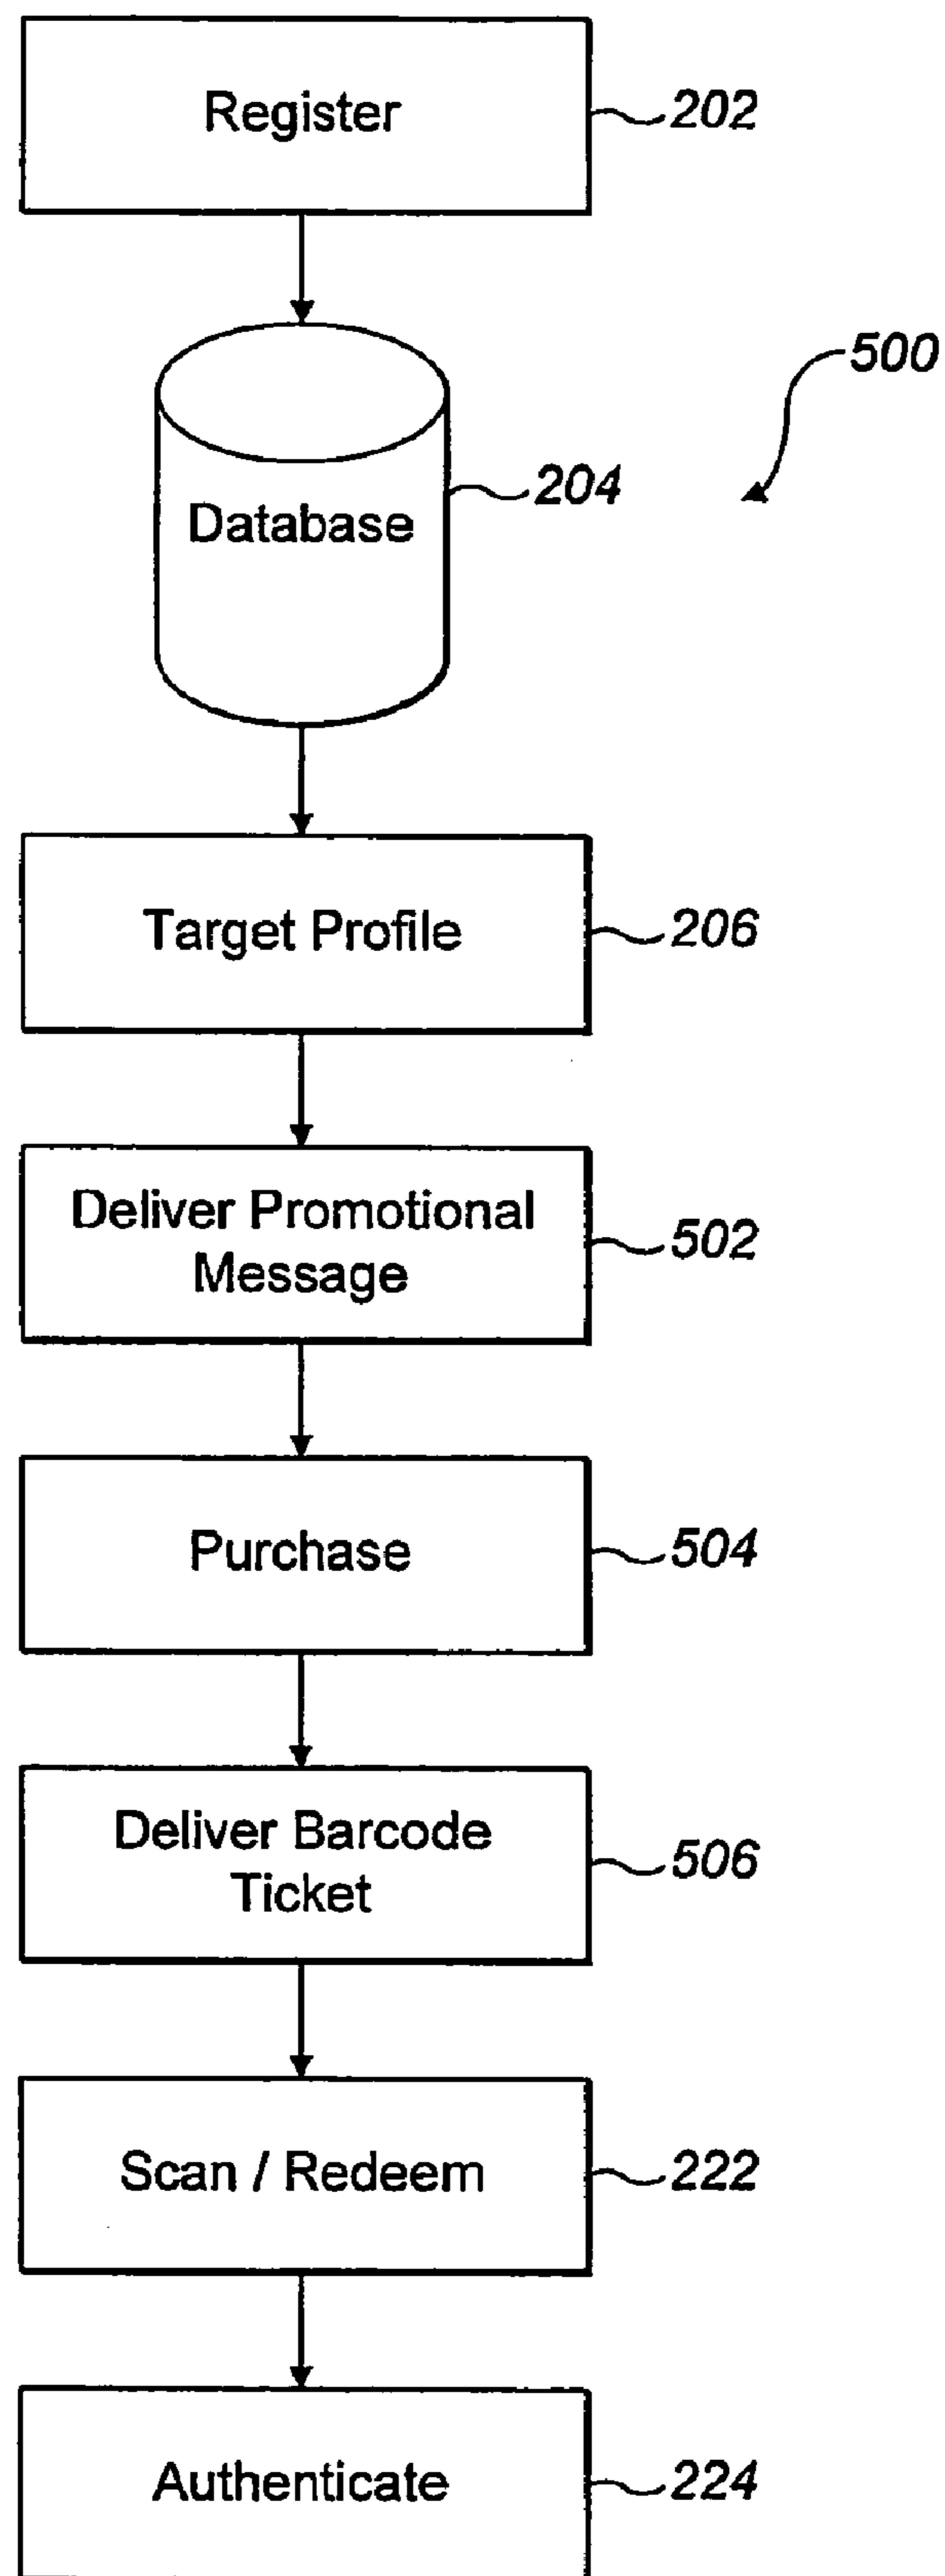 Register
202
500
Database
204
Target Profile
206
Deliver Promotional
Message
502
Purchase
504
Deliver Barcode
Ticket
506
Scan / Redeem
222
Authenticate
224